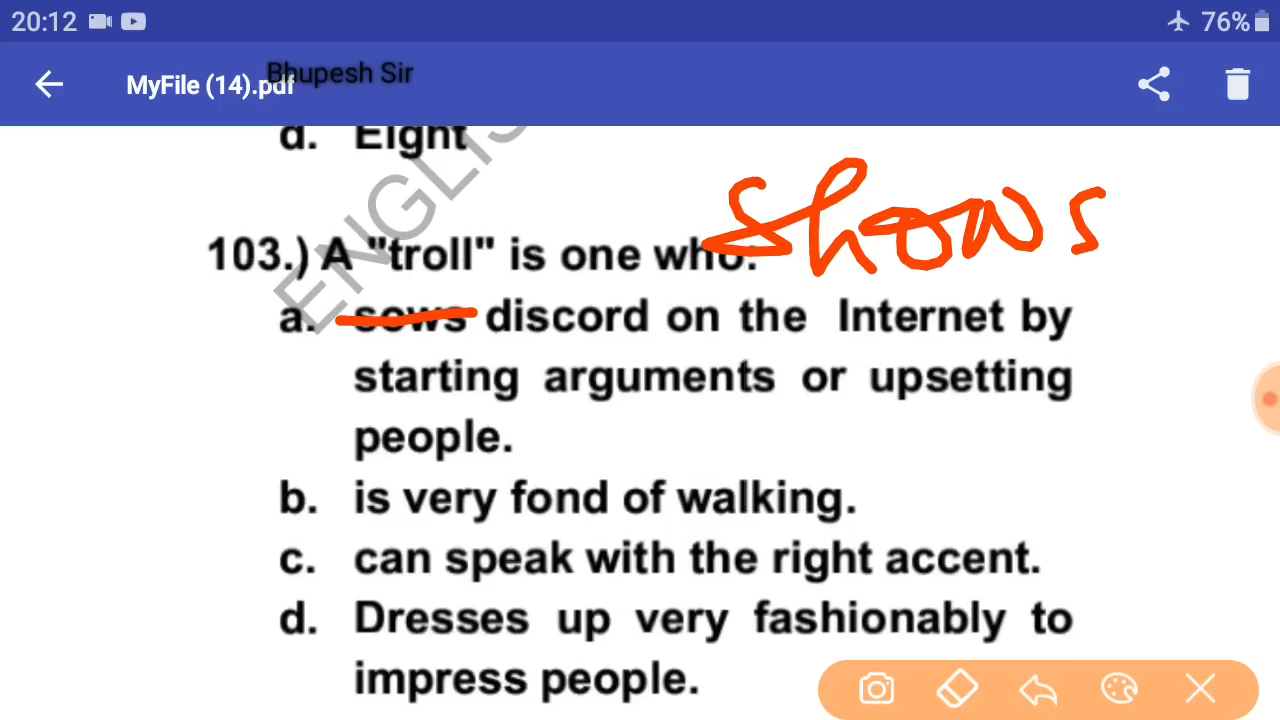 20:12 76%
MyFile (14).pdf Bhupesh Sir
d. Eight
ENGLIS
shows
103.) A "troll" is one who:
a. sows discord on the Internet by
starting arguments or upsetting
people.
b. is very fond of walking.
c. can speak with the right accent.
d. Dresses up very fashionably to
impress people.